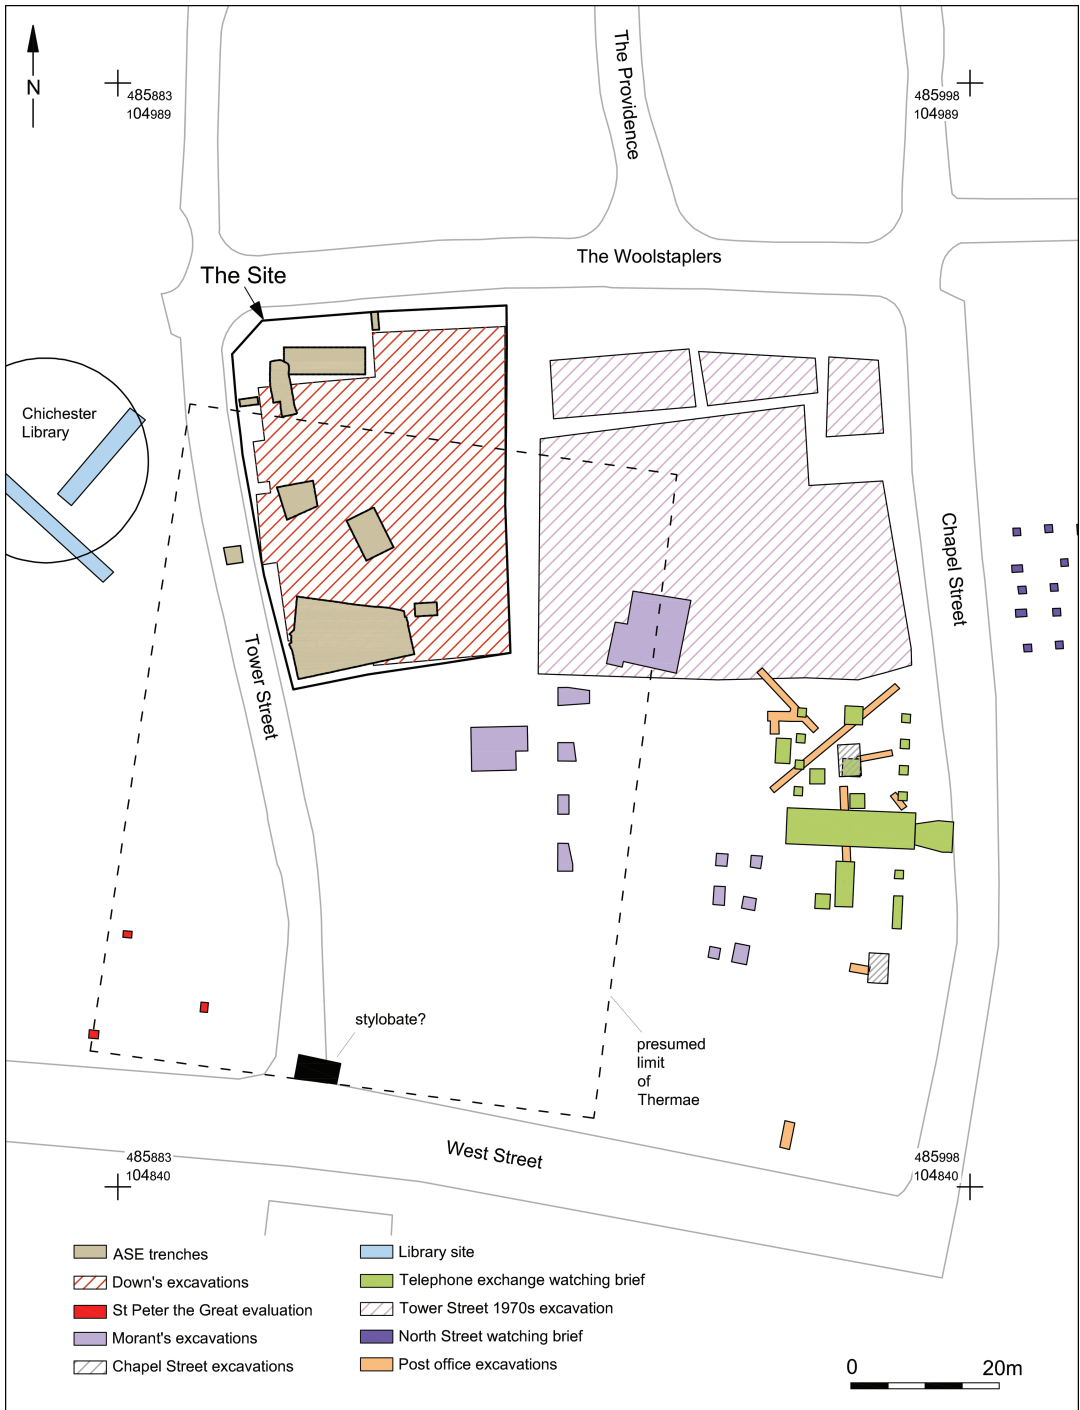 The Providence
N
485883
104989
485998
104989
The Woolstaplers
The Site
Chichester
Library
Chapel Street
Tower Street
stylobate?
presumed
limit
of
Thermae
West Street
485883
104840
485998
104840
ASE trenches
Down's excavations
St Peter the Great evaluation
Morant's excavations
Chapel Street excavations
Library site
Telephone exchange watching brief
Tower Street 1970s excavation
North Street watching brief
Post office excavations
0 20m